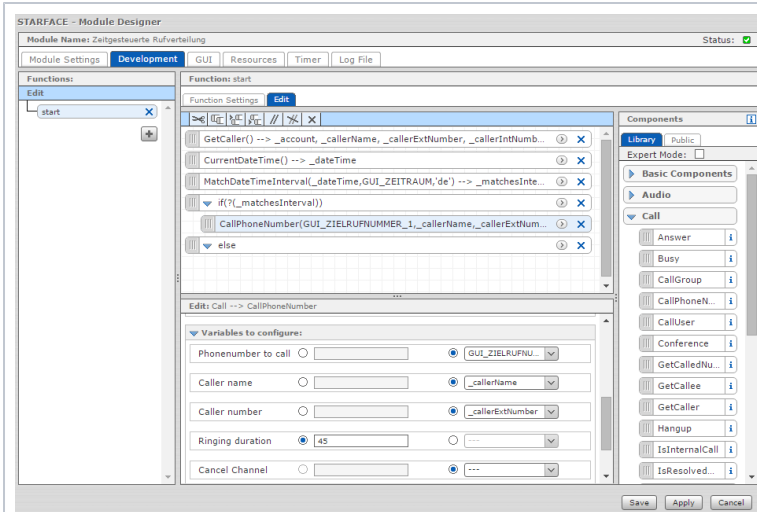 STARFACE - Module Designer
Module Name: Zeitgesteuerte Rufverteilung
Status:
Module Settings
Development
GUI
Resources
Timer
Log File
Functions:
Edit
start
Function: start
Function Settings
Edit
GetCaller() --> _account, _callerName, _callerExtNumber, _callerIntNumb...
CurrentDateTime() --> _dateTime
MatchDateTimeInterval(_dateTime,GUI_ZEITRAUM,'de') --> _matchesInte...
if(?(_matchesInterval))
CallPhoneNumber(GUI_ZIELRUFNUMMER_1,_callerName,_callerExtNum...
else
Edit: Call --> CallPhoneNumber
Variables to configure:
Phonenumber to call
GUI_ZIELRUFNU...
Caller name
_callerName
Caller number
_callerExtNumber
Ringing duration
45
---
Cancel Channel
---
Components
Library
Public
Expert Mode:
Basic Components
Audio
Call
Answer
Busy
CallGroup
CallPhoneN...
CallUser
Conference
GetCalledNu...
GetCallee
GetCaller
Hangup
IsInternalCall
IsResolved...
Save
Apply
Cancel